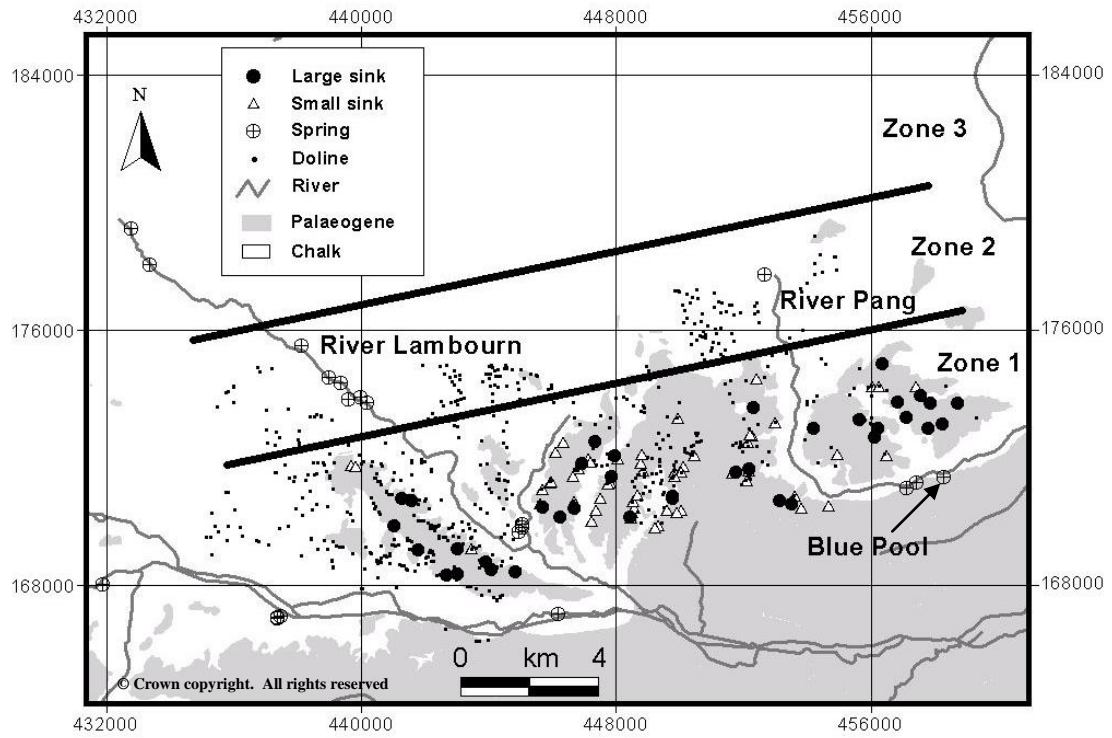 432000 440000 448000 456000
184000 184000
N
Large sink
Small sink
Spring
Doline
River
Palaeogene
Chalk
Zone 3
Zone 2
River Pang
176000 176000
River Lambourn
Zone 1
Blue Pool
168000 168000
0 km 4
© Crown copyright. All rights reserved
432000 440000 448000 456000